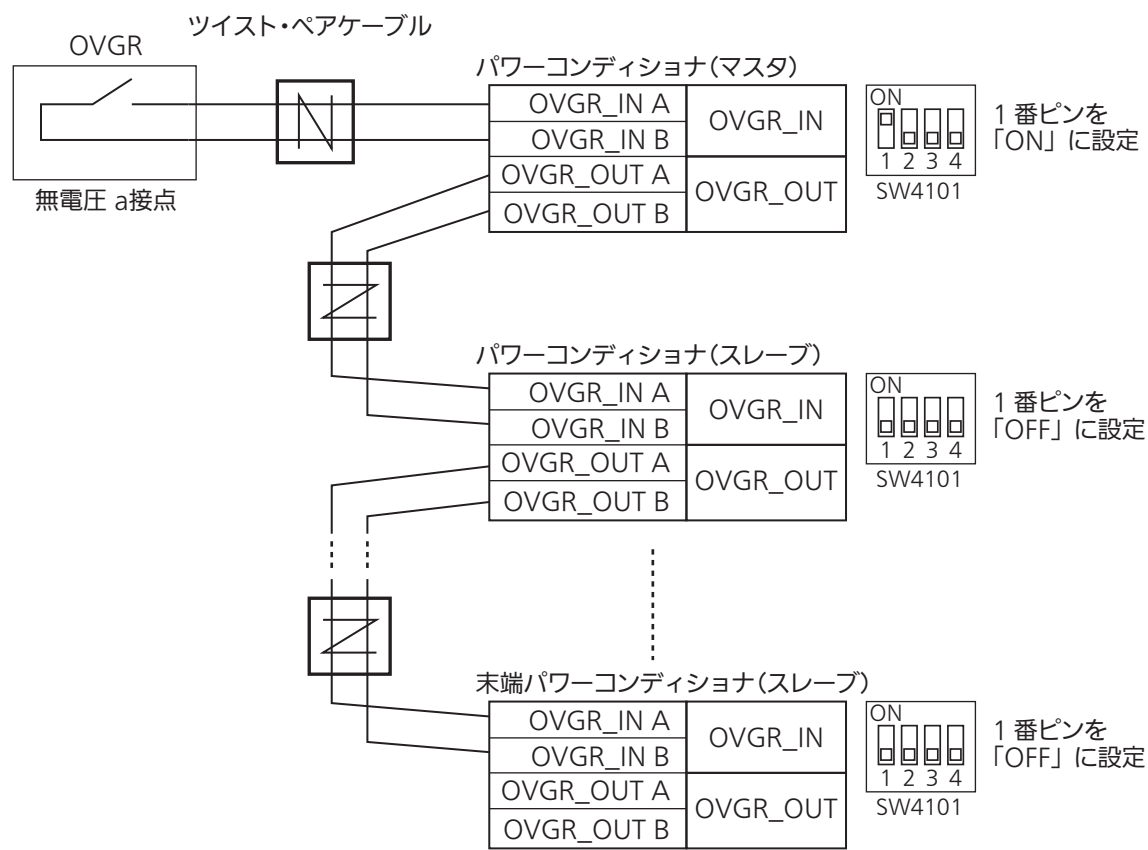 ツイスト・ペアケーブル
OVGR
無電圧 a接点
パワーコンディショナ(マスタ)
OVGR_IN A
OVGR_IN B
OVGR_IN
OVGR_OUT A
OVGR_OUT B
OVGR_OUT
ON
1 2 3 4
SW4101
1 番ピンを
「ON」に設定
パワーコンディショナ(スレーブ)
OVGR_IN A
OVGR_IN B
OVGR_IN
OVGR_OUT A
OVGR_OUT B
OVGR_OUT
ON
1 2 3 4
SW4101
1 番ピンを
「OFF」に設定
末端パワーコンディショナ(スレーブ)
OVGR_IN A
OVGR_IN B
OVGR_IN
OVGR_OUT A
OVGR_OUT B
OVGR_OUT
ON
1 2 3 4
SW4101
1 番ピンを
「OFF」に設定